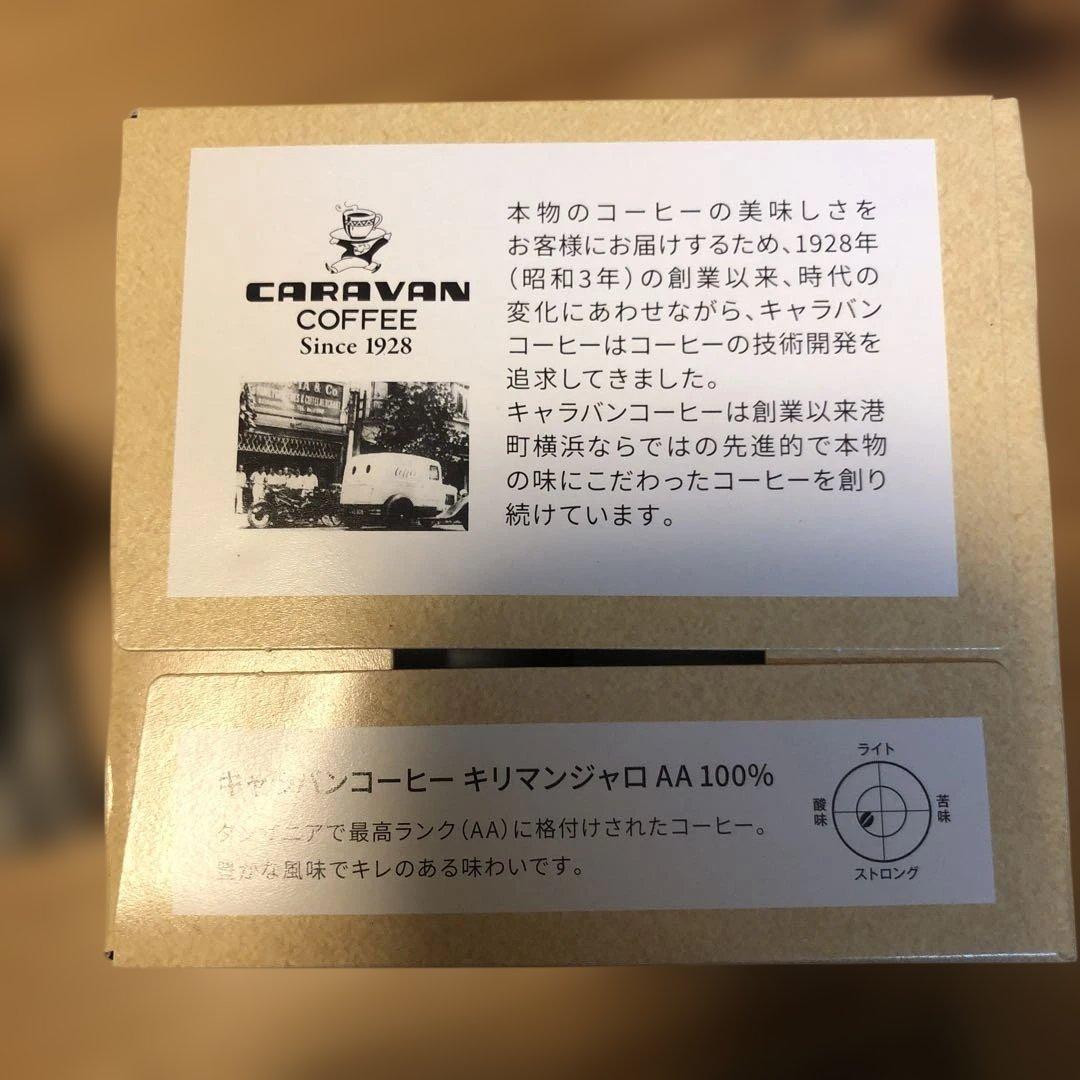 CARAVAN
COFFEE
Since 1928
本物のコーヒーの美味しさを
お客様にお届けするため、1928年
（昭和3年）の創業以来、時代の
変化にあわせながら、キャラバン
コーヒーはコーヒーの技術開発を
追求してきました。
キャラバンコーヒーは創業以来港
町横浜ならではの先進的で本物
の味にこだわったコーヒーを創り
続けています。
キャラバンコーヒー キリマンジャロ AA 100%
タンザニアで最高ランク（AA）に格付けされたコーヒー。
豊かな風味でキレのある味わいです。
ライト
酸味
苦味
ストロング